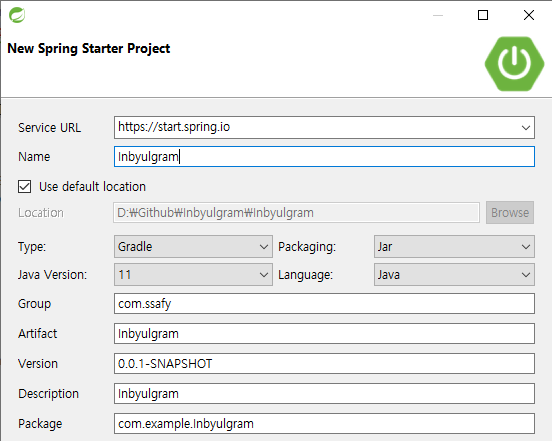 New Spring Starter Project
Service URL https://start.spring.io
Name Inbyulgram
Use default location
Location D:₩Github₩Inbyulgram₩Inbyulgram Browse
Type: Gradle Packaging: Jar
Java Version: 11 Language: Java
Group com.ssafy
Artifact Inbyulgram
Version 0.0.1-SNAPSHOT
Description Inbyulgram
Package com.example.Inbyulgram